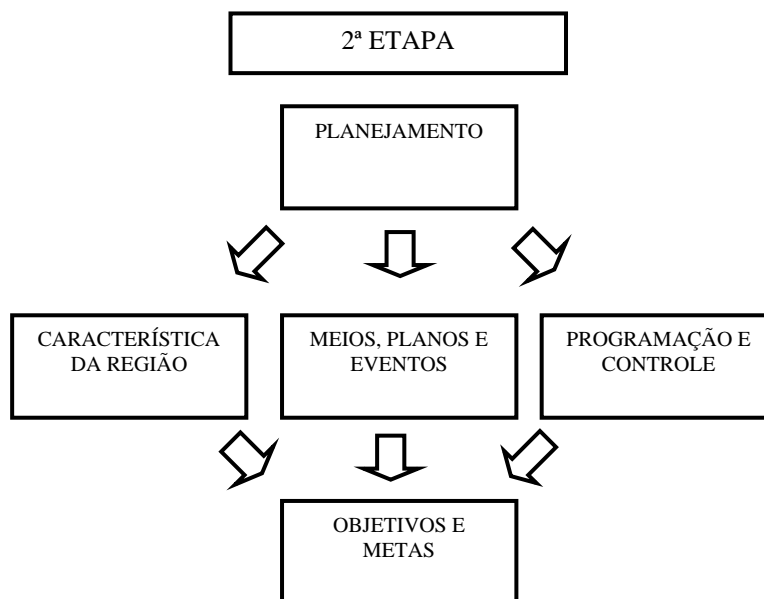 2ª ETAPA
PLANEJAMENTO
CARACTERÍSTICA
DA REGIÃO
MEIOS, PLANOS E
EVENTOS
PROGRAMAÇÃO E
CONTROLE
OBJETIVOS E
METAS